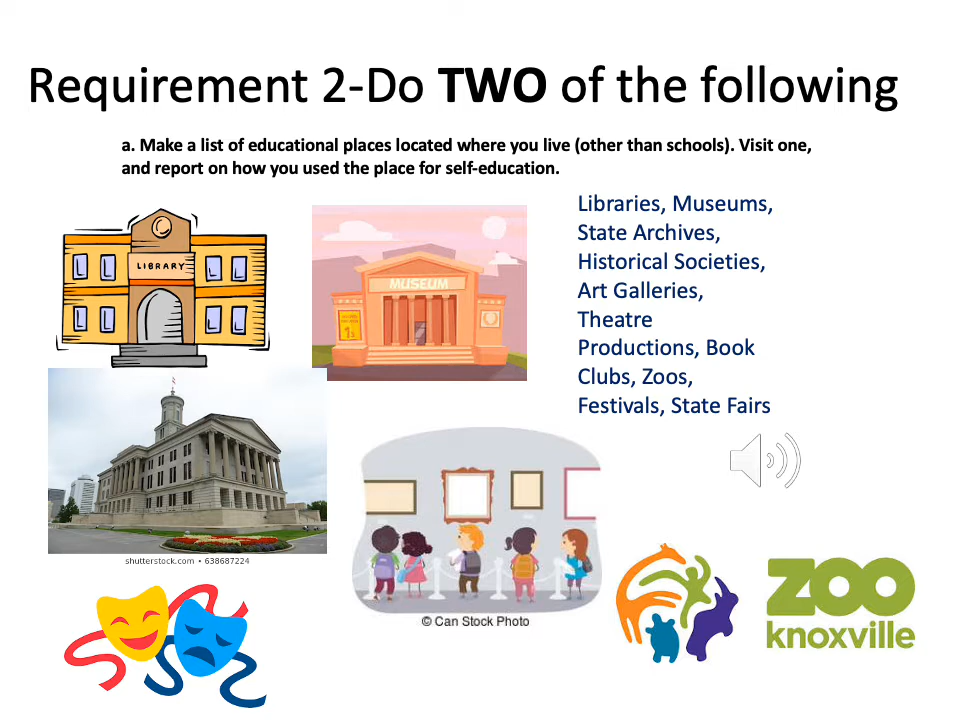 Requirement 2-Do TWO of the following
a. Make a list of educational places located where you live (other than schools). Visit one,
and report on how you used the place for self-education.
Libraries, Museums,
State Archives,
Historical Societies,
Art Galleries,
Theatre
Productions, Book
Clubs, Zoos,
Festivals, State Fairs
LIBRARY
MUSEUM
shutterstock.com • 638687224
© Can Stock Photo
ZOO
knoxville